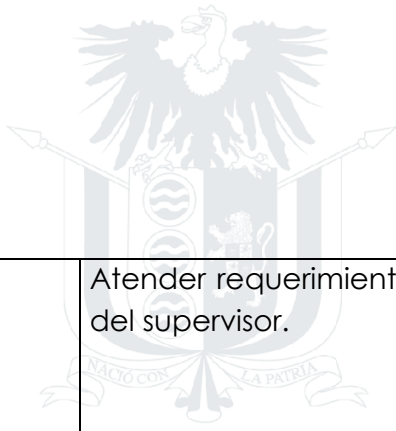 Atender requerimient
del supervisor.
NACIÓ CON LA PATRIA